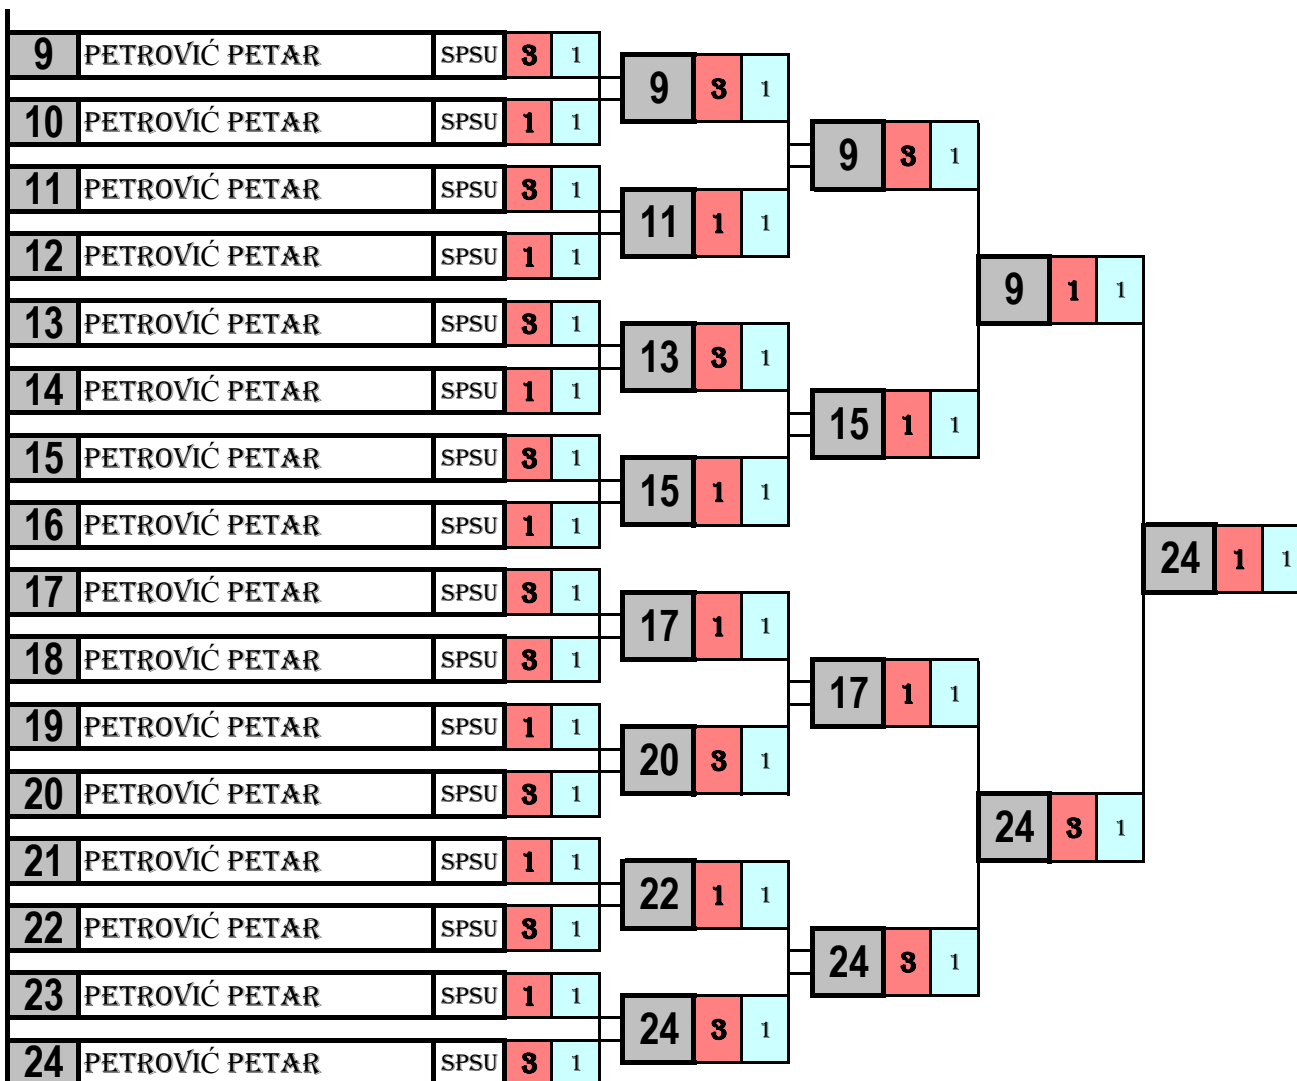 9 PETROVIĆ PETAR SPSU 3 1
10 PETROVIĆ PETAR SPSU 1 1
11 PETROVIĆ PETAR SPSU 3 1
12 PETROVIĆ PETAR SPSU 1 1
13 PETROVIĆ PETAR SPSU 3 1
14 PETROVIĆ PETAR SPSU 1 1
15 PETROVIĆ PETAR SPSU 3 1
16 PETROVIĆ PETAR SPSU 1 1
17 PETROVIĆ PETAR SPSU 3 1
18 PETROVIĆ PETAR SPSU 3 1
19 PETROVIĆ PETAR SPSU 1 1
20 PETROVIĆ PETAR SPSU 3 1
21 PETROVIĆ PETAR SPSU 1 1
22 PETROVIĆ PETAR SPSU 3 1
23 PETROVIĆ PETAR SPSU 1 1
24 PETROVIĆ PETAR SPSU 3 1
9 3 1
11 1 1
13 3 1
15 1 1
17 1 1
20 3 1
22 1 1
24 3 1
9 3 1
15 1 1
17 1 1
24 3 1
9 1 1
24 3 1
24 1 1